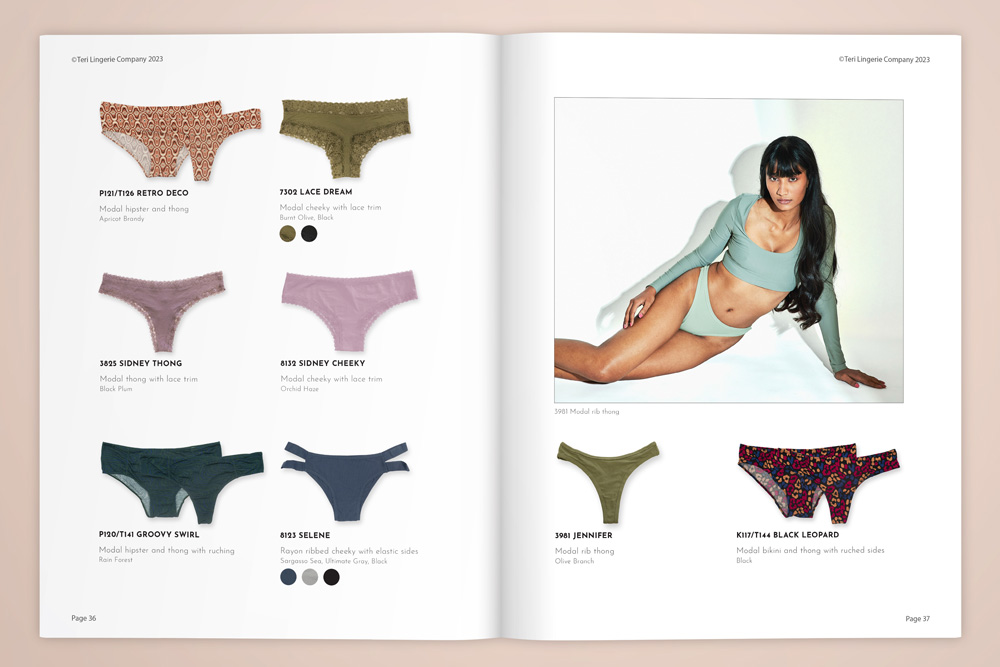 ©Teri Lingerie Company 2023
P121/T126 RETRO DECO
Modal hipster and thong
Apricot Brandy
7302 LACE DREAM
Modal cheeky with lace trim
Burnt Olive, Black
3825 SIDNEY THONG
Modal thong with lace trim
Black Plum
8132 SIDNEY CHEEKY
Modal cheeky with lace trim
Orchid Haze
P120/T141 GROOVY SWIRL
Modal hipster and thong with ruching
Rain Forest
8123 SELENE
Rayon ribbed cheeky with elastic sides
Sargasso Sea, Ultimate Gray, Black
Page 36
©Teri Lingerie Company 2023
3981 Modal rib thong
3981 JENNIFER
Modal rib thong
Olive Branch
K117/T144 BLACK LEOPARD
Modal bikini and thong with ruched sides
Black
Page 37